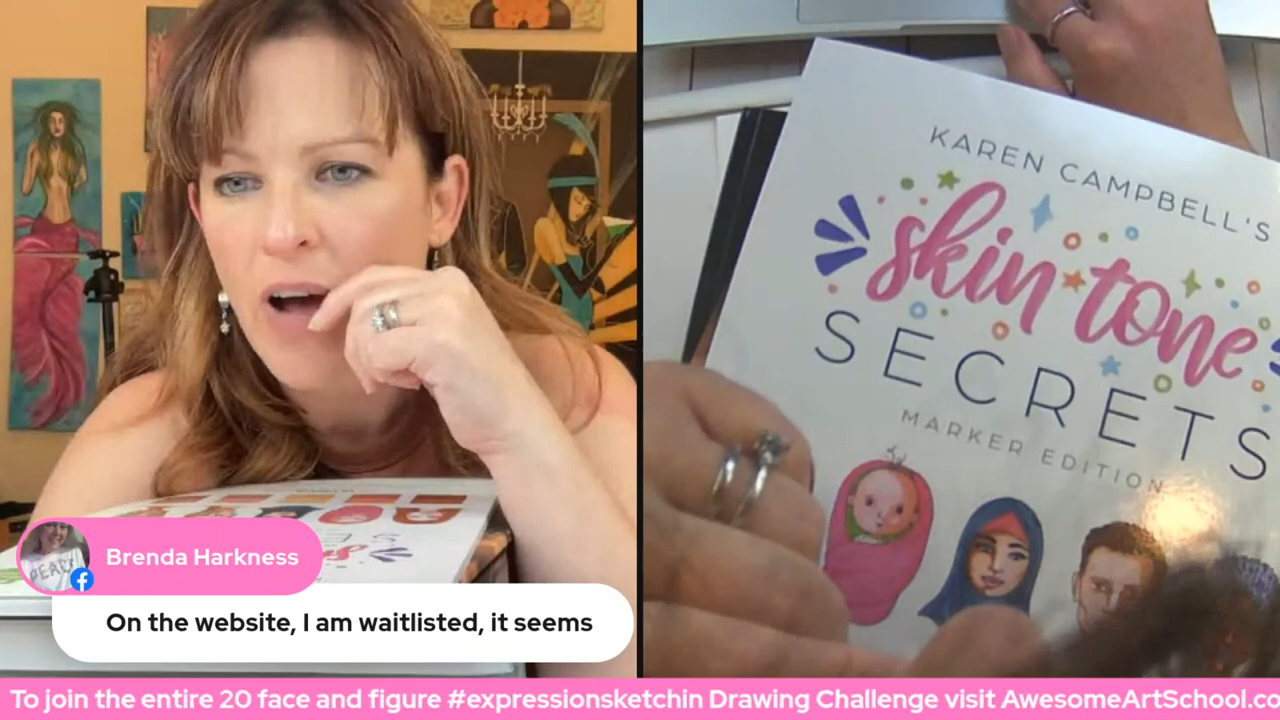 KAREN CAMPBELL'S
skin tone
SECRETS
MARKER EDITION
PEACE
Brenda Harkness
On the website, I am waitlisted, it seems
To join the entire 20 face and figure #expressionsketchin Drawing Challenge visit AwesomeArtSchool.co